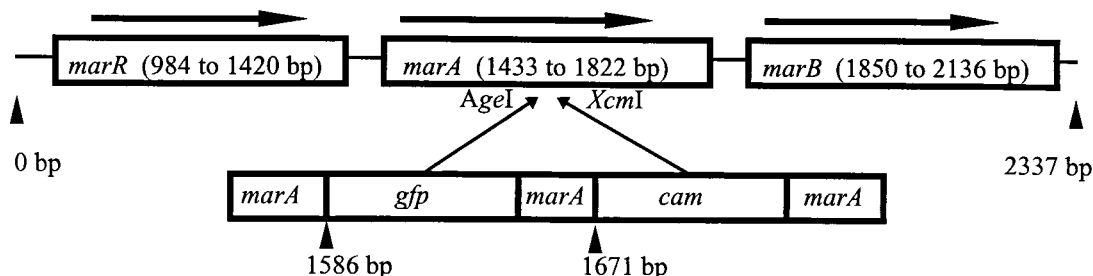 marR (984 to 1420 bp) marA (1433 to 1822 bp) marB (1850 to 2136 bp)
AgeI XcmI
0 bp 2337 bp
marA gfp marA cam marA
1586 bp 1671 bp